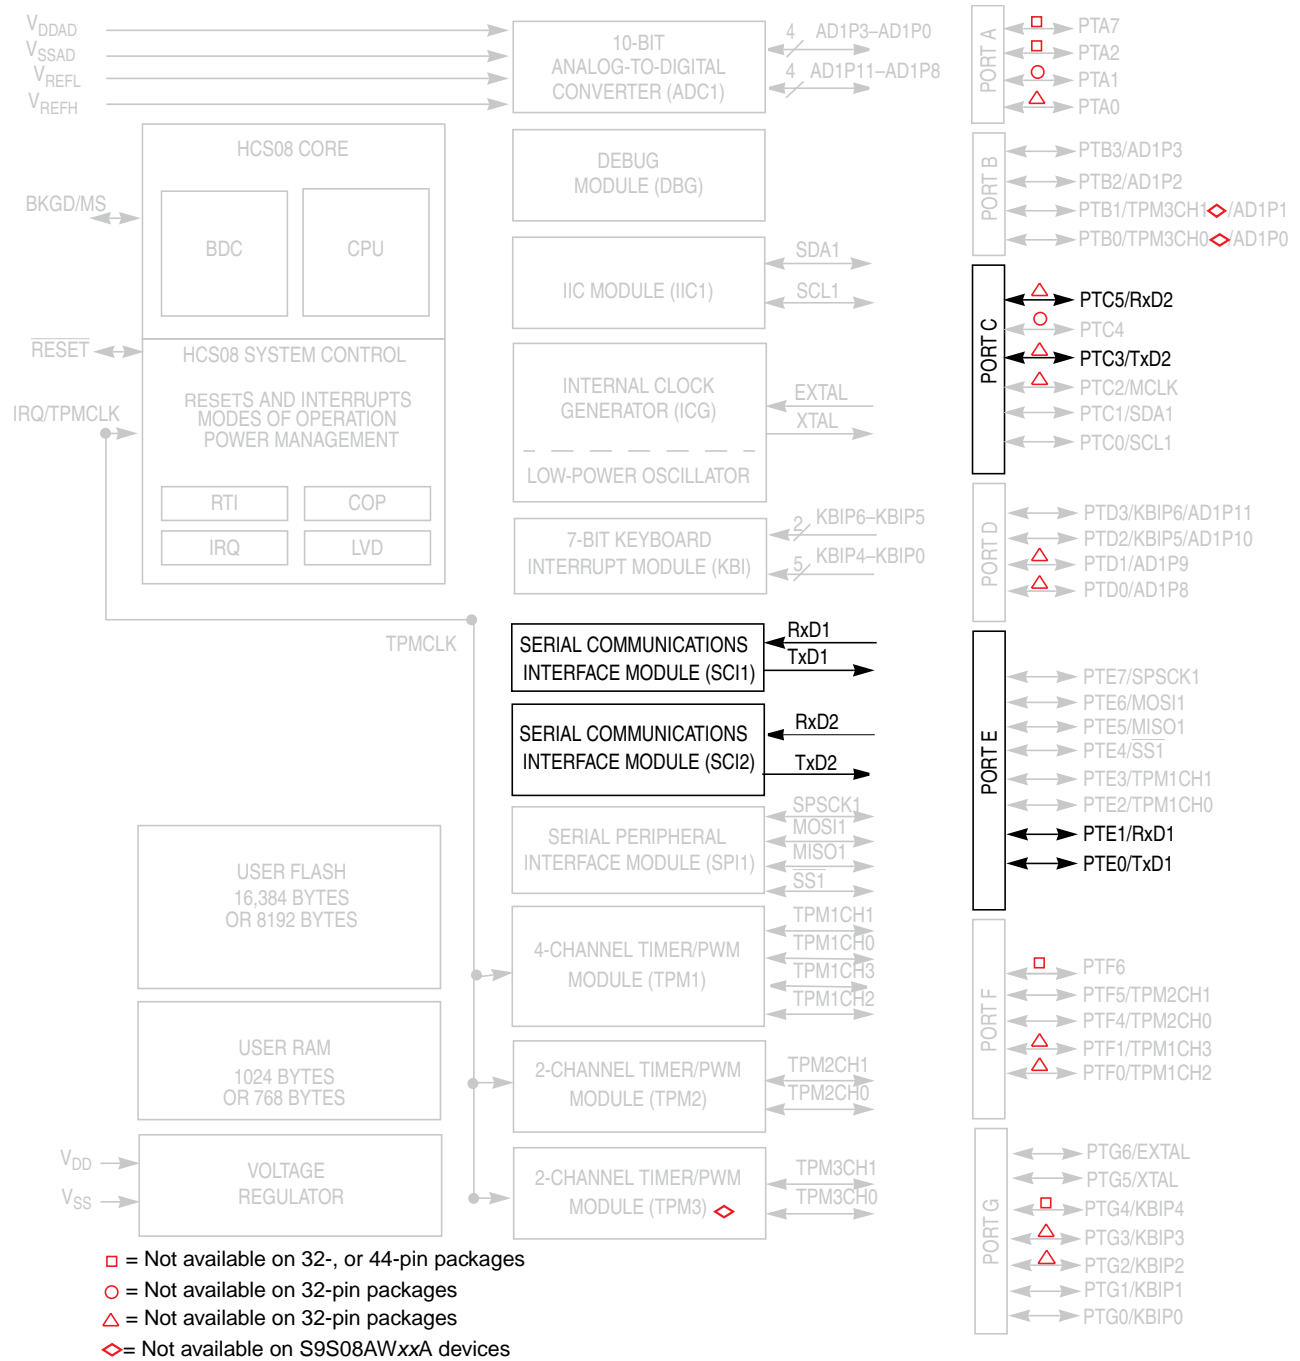 VDDAD
VSSAD
VREFL
VREFH
10-BIT
ANALOG-TO-DIGITAL
CONVERTER (ADC1)
4 AD1P3–AD1P0
4 AD1P11–AD1P8
HCS08 CORE
BDC
CPU
BKGD/MS
RESET
IRQ/TPMCLK
HCS08 SYSTEM CONTROL
RESETS AND INTERRUPTS
MODES OF OPERATION
POWER MANAGEMENT
RTI
COP
IRQ
LVD
TPMCLK
DEBUG
MODULE (DBG)
IIC MODULE (IIC1)
SDA1
SCL1
INTERNAL CLOCK
GENERATOR (ICG)
LOW-POWER OSCILLATOR
EXTAL
XTAL
7-BIT KEYBOARD
INTERRUPT MODULE (KBI)
2 KBIP6–KBIP5
5 KBIP4–KBIP0
SERIAL COMMUNICATIONS
INTERFACE MODULE (SCI1)
RxD1
TxD1
SERIAL COMMUNICATIONS
INTERFACE MODULE (SCI2)
RxD2
TxD2
SERIAL PERIPHERAL
INTERFACE MODULE (SPI1)
SPSCK1
MOSI1
MISO1
SS1
USER FLASH
16,384 BYTES
OR 8192 BYTES
4-CHANNEL TIMER/PWM
MODULE (TPM1)
TPM1CH1
TPM1CH0
TPM1CH3
TPM1CH2
USER RAM
1024 BYTES
OR 768 BYTES
2-CHANNEL TIMER/PWM
MODULE (TPM2)
TPM2CH1
TPM2CH0
VDD
VSS
VOLTAGE
REGULATOR
2-CHANNEL TIMER/PWM
MODULE (TPM3)
TPM3CH1
TPM3CH0
PORT A
PTA7
PTA2
PTA1
PTA0
PORT B
PTB3/AD1P3
PTB2/AD1P2
PTB1/TPM3CH1 /AD1P1
PTB0/TPM3CH0 /AD1P0
PORT C
PTC5/RxD2
PTC4
PTC3/TxD2
PTC2/MCLK
PTC1/SDA1
PTC0/SCL1
PORT D
PTD3/KBIP6/AD1P11
PTD2/KBIP5/AD1P10
PTD1/AD1P9
PTD0/AD1P8
PORT E
PTE7/SPSCK1
PTE6/MOSI1
PTE5/MISO1
PTE4/SS1
PTE3/TPM1CH1
PTE2/TPM1CH0
PTE1/RxD1
PTE0/TxD1
PORT F
PTF6
PTF5/TPM2CH1
PTF4/TPM2CH0
PTF1/TPM1CH3
PTF0/TPM1CH2
PORT G
PTG6/EXTAL
PTG5/XTAL
PTG4/KBIP4
PTG3/KBIP3
PTG2/KBIP2
PTG1/KBIP1
PTG0/KBIP0
= Not available on 32-, or 44-pin packages
= Not available on 32-pin packages
= Not available on 32-pin packages
= Not available on S9S08AWxxA devices